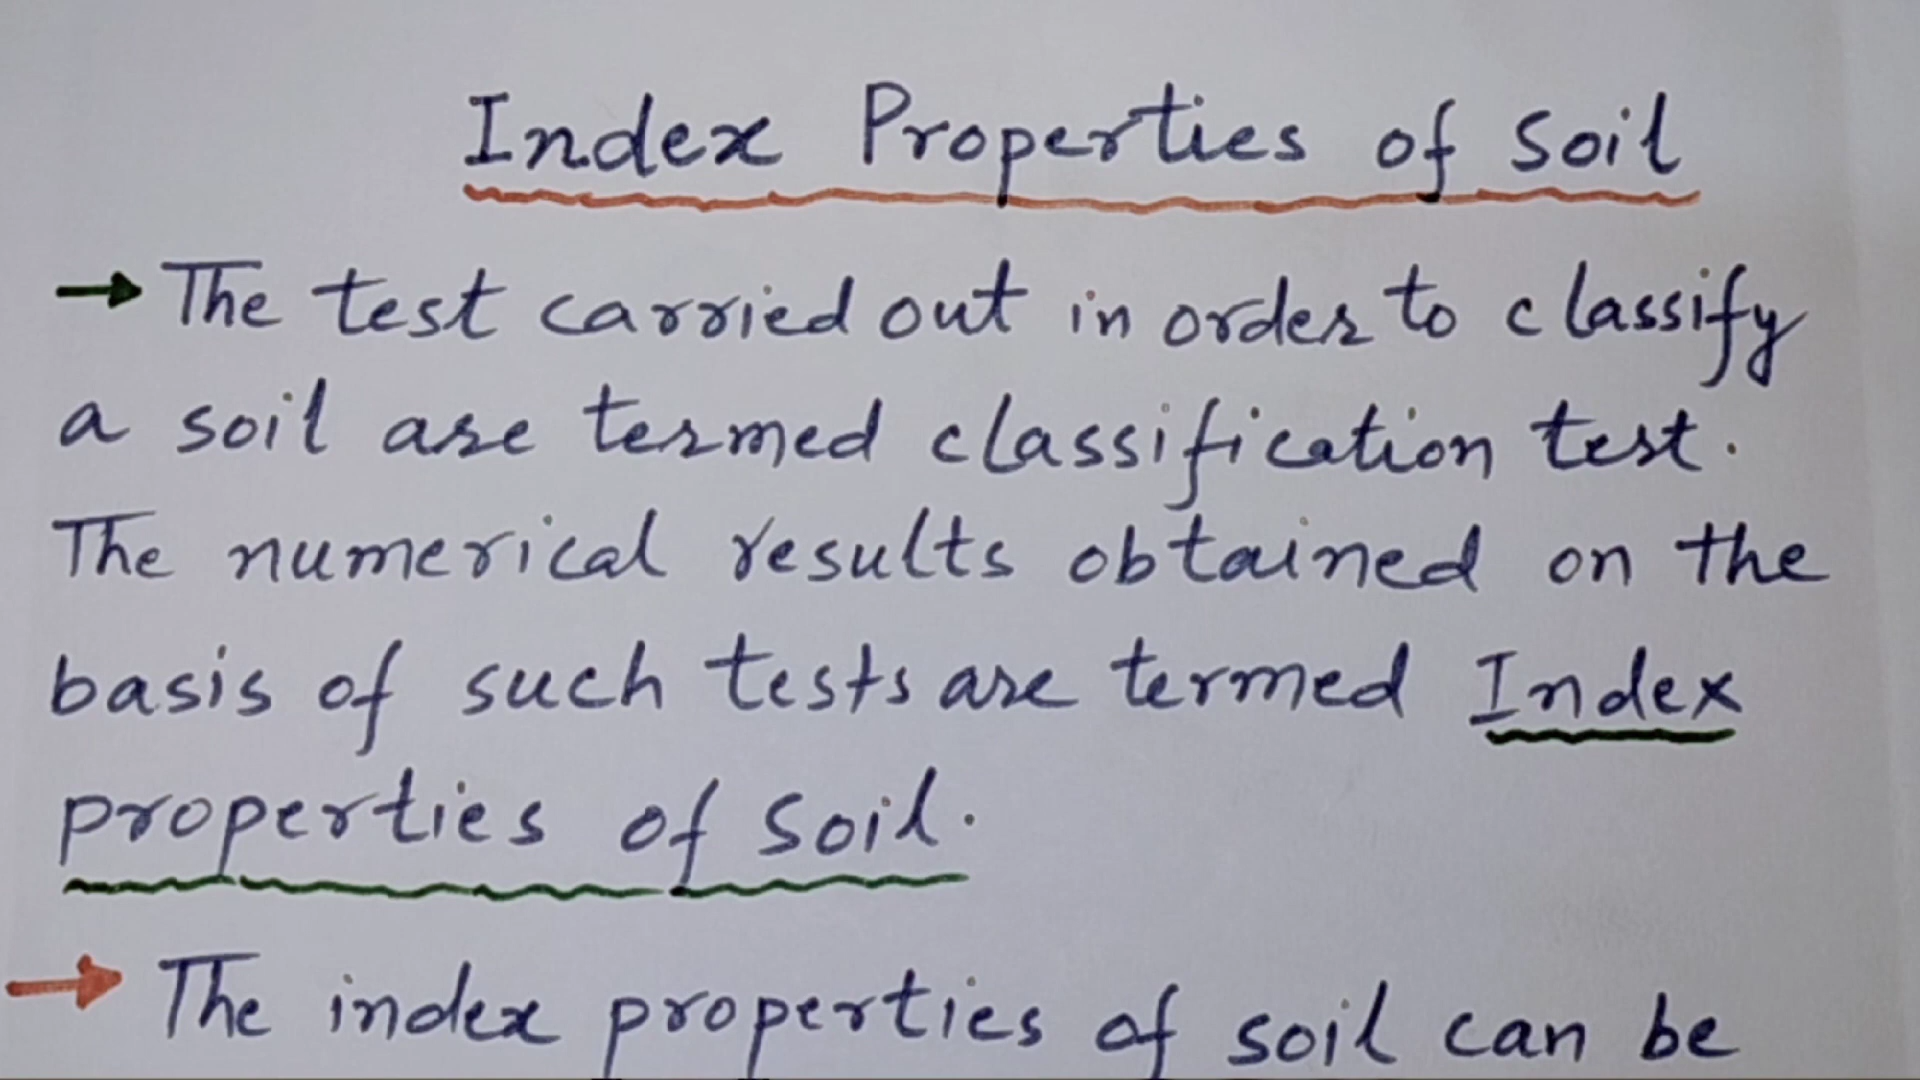 Index Properties of Soil
→ The test carried out in order to classify
a soil are termed classification test.
The numerical results obtained on the
basis of such tests are termed Index
properties of soil.
→ The index properties of soil can be